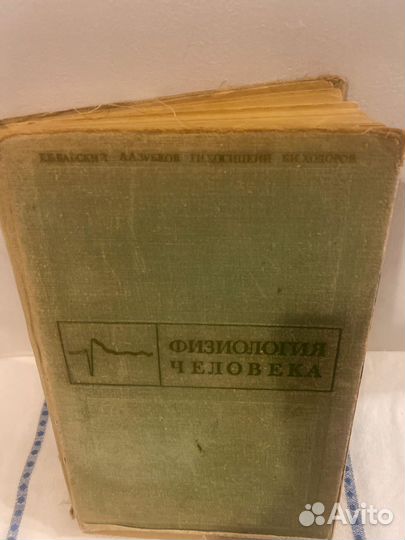 Е.Б.БАБСКИЙ А.А.ЗУБКОВ Г.И.КОСИЦКИЙ Б.И.ХОДОРОВ
ФИЗИОЛОГИЯ
ЧЕЛОВЕКА
Avito